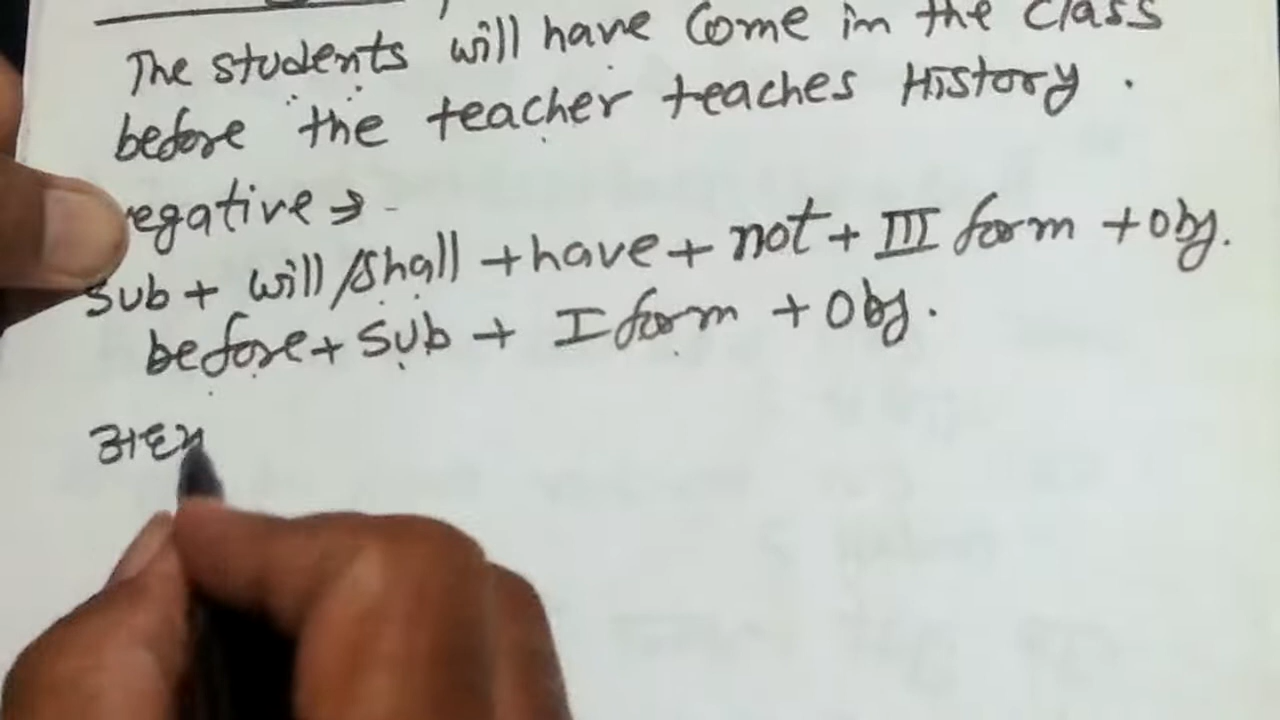 The students will have Come in the Class
before the teacher teaches History.
egative ⇒ -
Sub + will/shall + have + not + III form + obj.
before + sub + I form + obj.